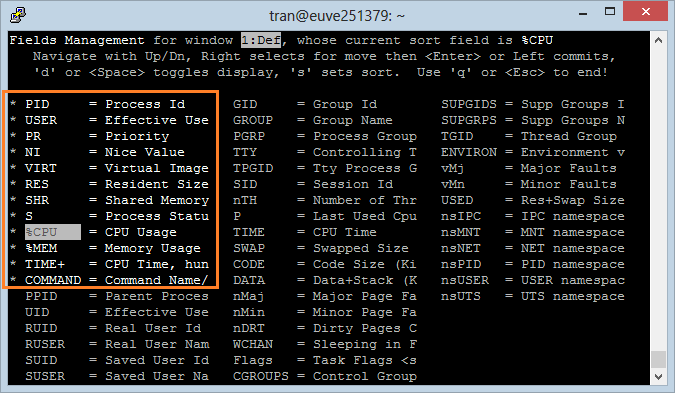 tran@euve251379: ~
Fields Management for window 1:Def, whose current sort field is %CPU
Navigate with Up/Dn, Right selects for move then <Enter> or Left commits,
'd' or <Space> toggles display, 's' sets sort. Use 'q' or <Esc> to end!
* PID = Process Id GID = Group Id SUPGIDS = Supp Groups I
* USER = Effective Use GROUP = Group Name SUPGRPS = Supp Groups N
* PR = Priority PGRP = Process Group TGID = Thread Group
* NI = Nice Value TTY = Controlling T ENVIRON = Environment v
* VIRT = Virtual Image TPGID = Tty Process G vMj = Major Faults
* RES = Resident Size SID = Session Id vMn = Minor Faults
* SHR = Shared Memory nTH = Number of Thr USED = Res+Swap Size
* S = Process Statu P = Last Used Cpu nsIPC = IPC namespace
* %CPU = CPU Usage TIME = CPU Time nsMNT = MNT namespace
* %MEM = Memory Usage SWAP = Swapped Size nsNET = NET namespace
* TIME+ = CPU Time, hun CODE = Code Size (Ki nsPID = PID namespace
* COMMAND = Command Name/ DATA = Data+Stack (K nsUSER = USER namespac
PPID = Parent Proces nMaj = Major Page Fa nsUTS = UTS namespace
UID = Effective Use nMin = Minor Page Fa
RUID = Real User Id nDRT = Dirty Pages C
RUSER = Real User Nam WCHAN = Sleeping in F
SUID = Saved User Id Flags = Task Flags <s
SUSER = Saved User Na CGROUPS = Control Group